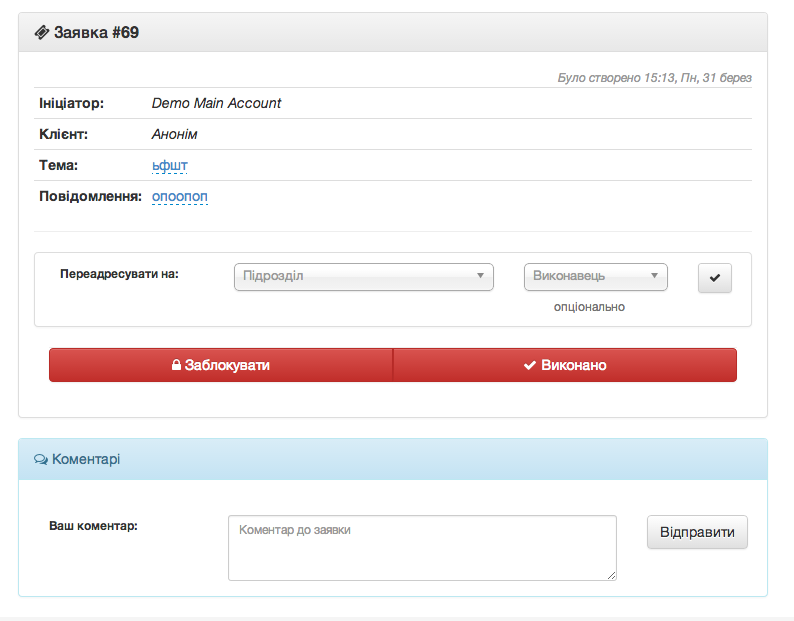 Заявка #69
Було створено 15:13, Пн, 31 берез
Ініціатор: Demo Main Account
Клієнт: Анонім
Тема: ьфшт
Повідомлення: опоопоп
Переадресувати на: Підрозділ Виконавець
опціонально
Заблокувати Виконано
Коментарі
Ваш коментар: Коментар до заявки Відправити